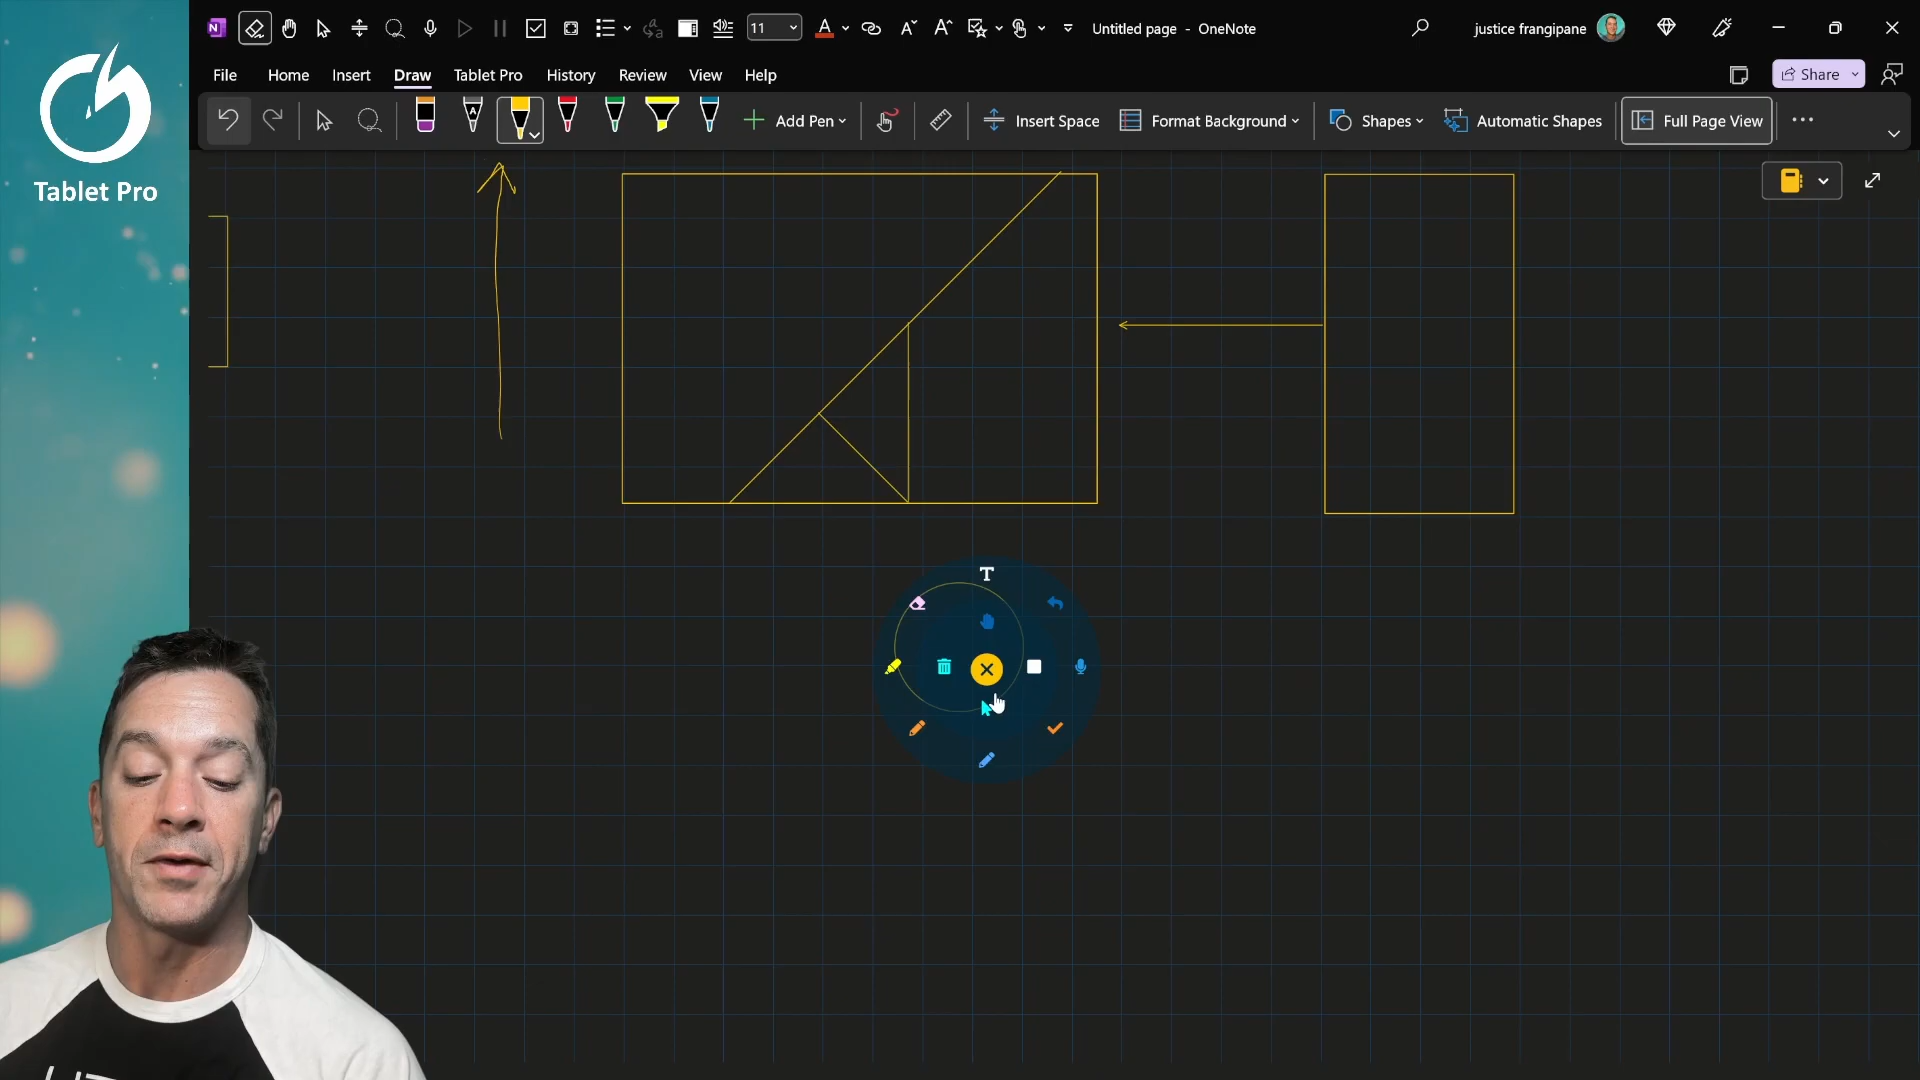 11
Untitled page - OneNote
justice frangipane
File
Home
Insert
Draw
Tablet Pro
History
Review
View
Help
Share
Add Pen
Insert Space
Format Background
Shapes
Automatic Shapes
Full Page View
Tablet Pro
T